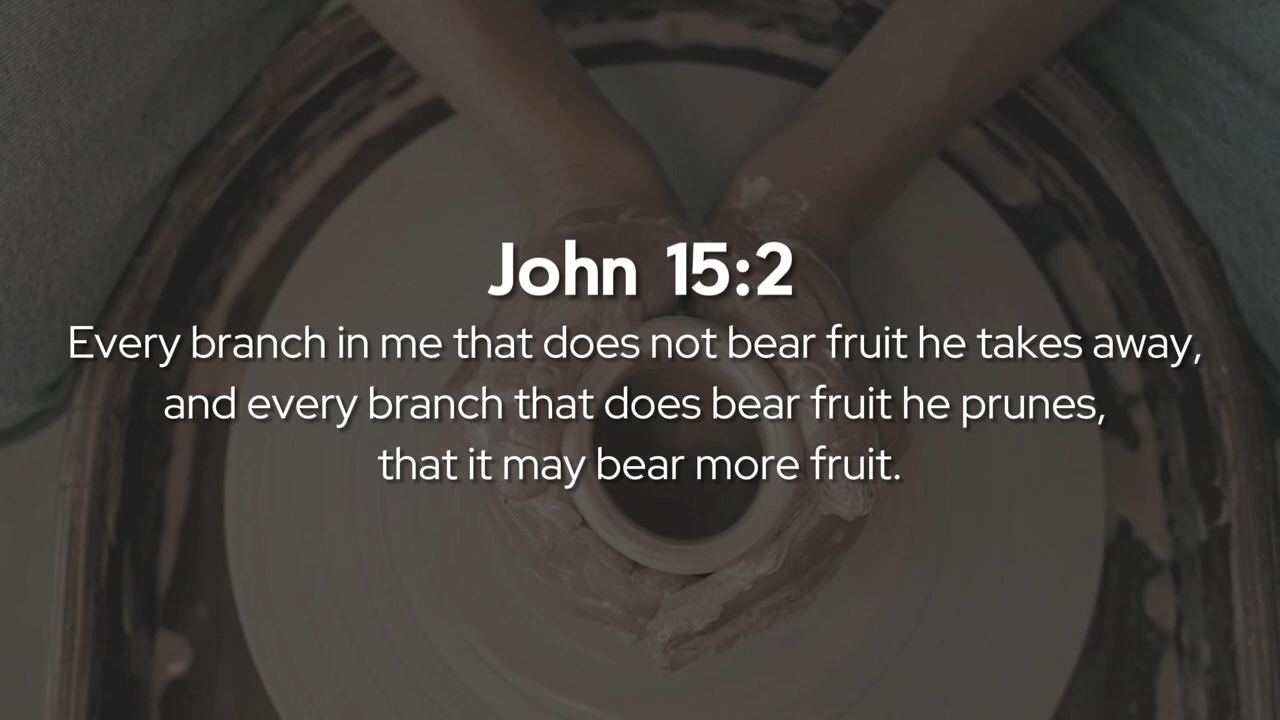 John 15:2
Every branch in me that does not bear fruit he takes away,
and every branch that does bear fruit he prunes,
that it may bear more fruit.